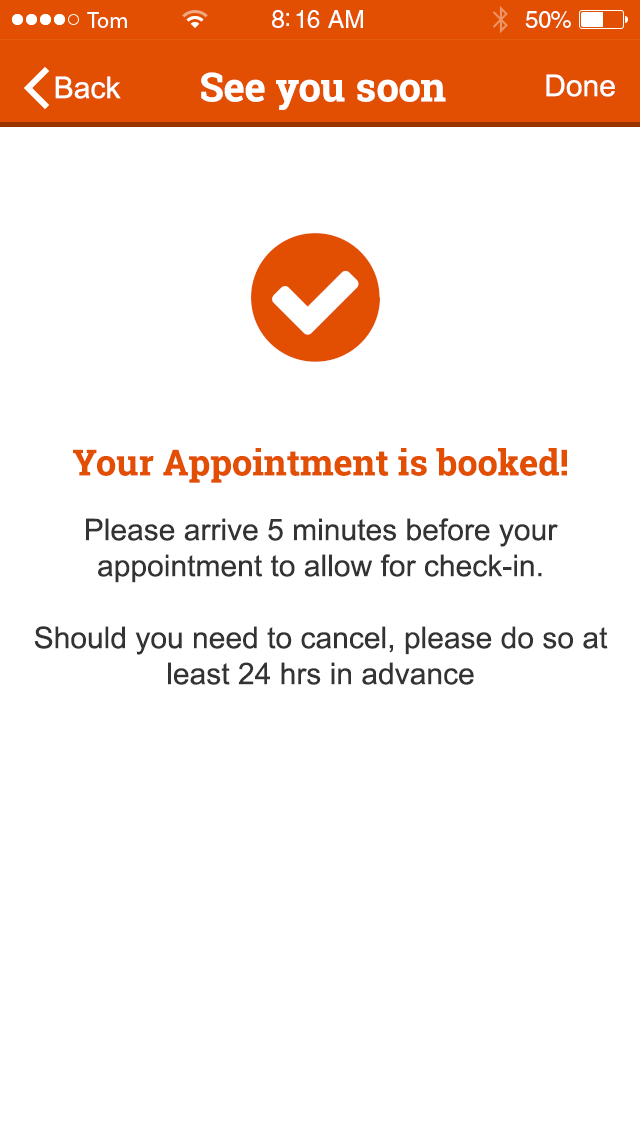 Tom 8:16 AM 50%
Back See you soon Done
Your Appointment is booked!
Please arrive 5 minutes before your
appointment to allow for check-in.
Should you need to cancel, please do so at
least 24 hrs in advance